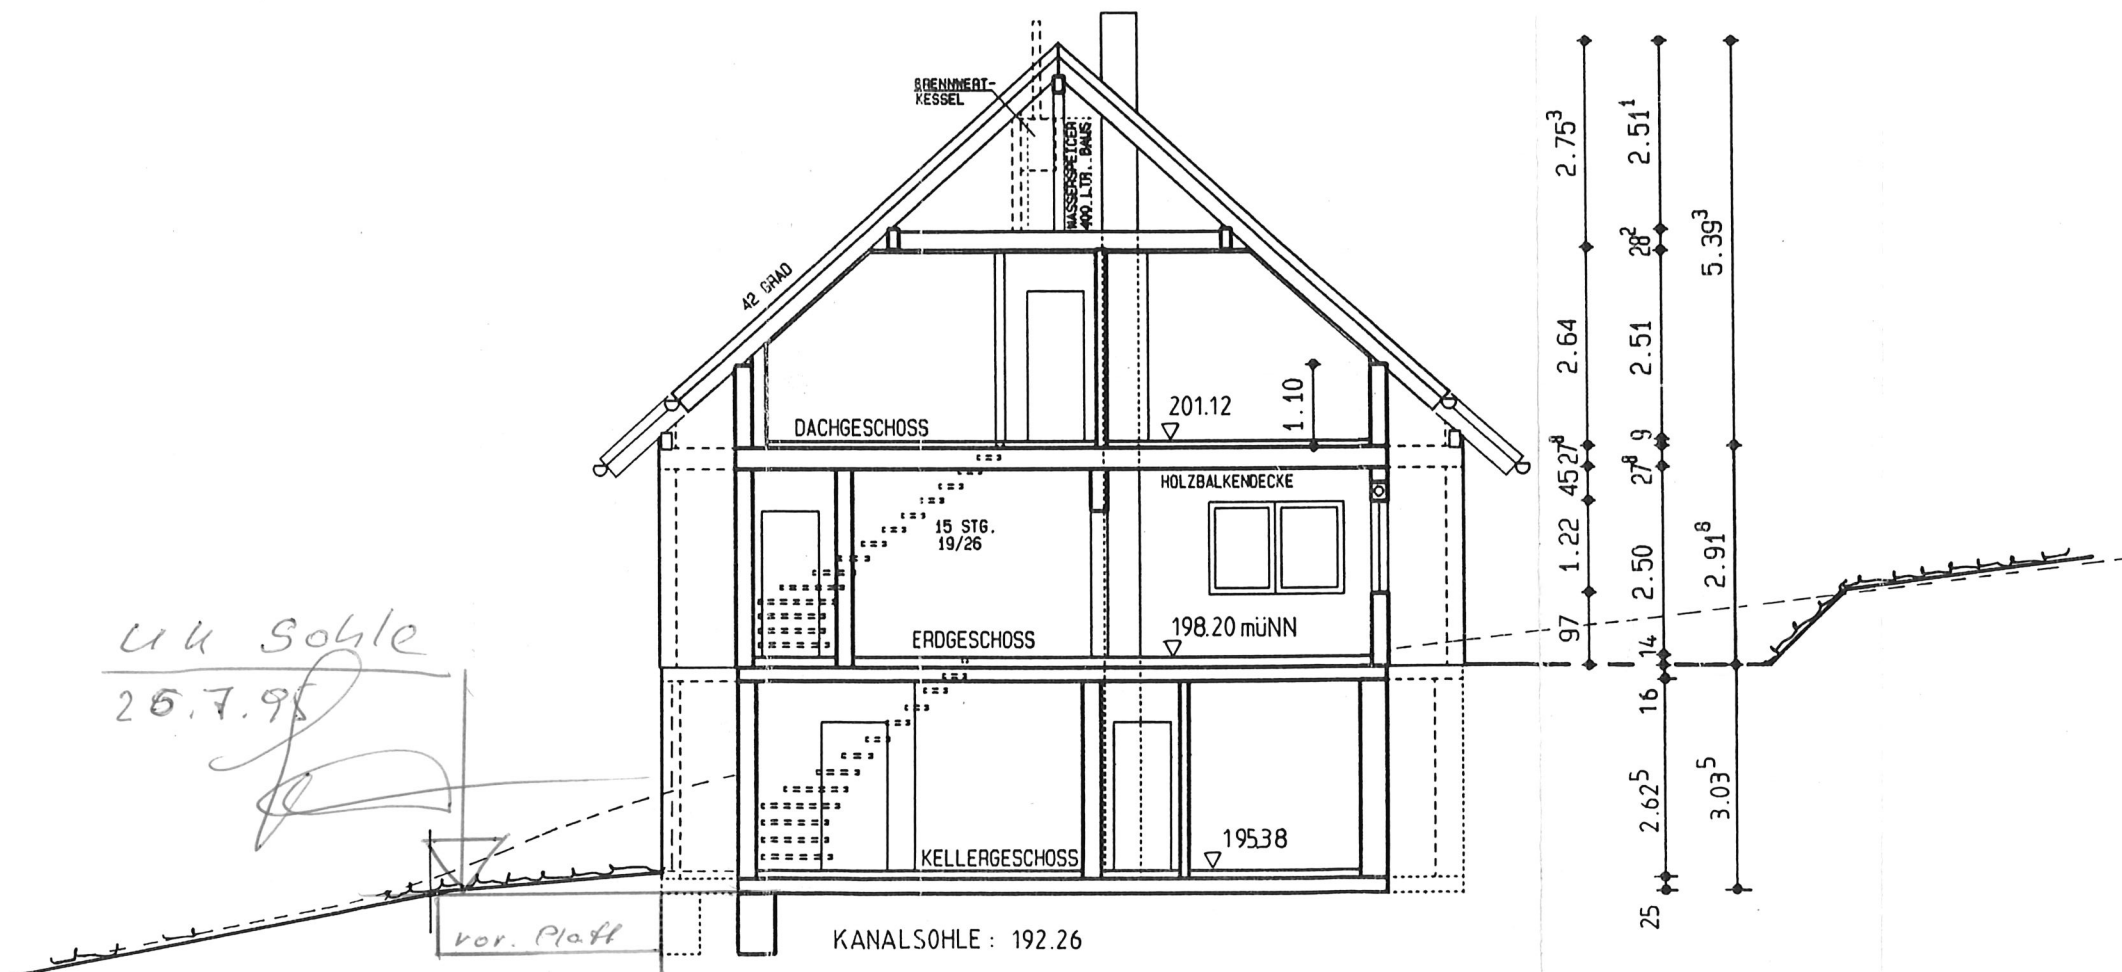 BRENNWERT-
KESSEL
WASSERSPEICER
400 LTR. BAUS
42 GRAD
DACHGESCHOSS
201.12
1.10
HOLZBALKENDECKE
15 STG.
19/26
ERDGESCHOSS
198.20 müNN
KELLERGESCHOSS
195.38
KANALSOHLE: 192.26
UK Sohle
26.7.95
vor.
2.75³
2.64
27⁸
45
1.22
97
2.51¹
28²
2.51
9
27⁸
2.50
14
16
2.62⁵
25
5.39³
2.91⁸
3.03⁵